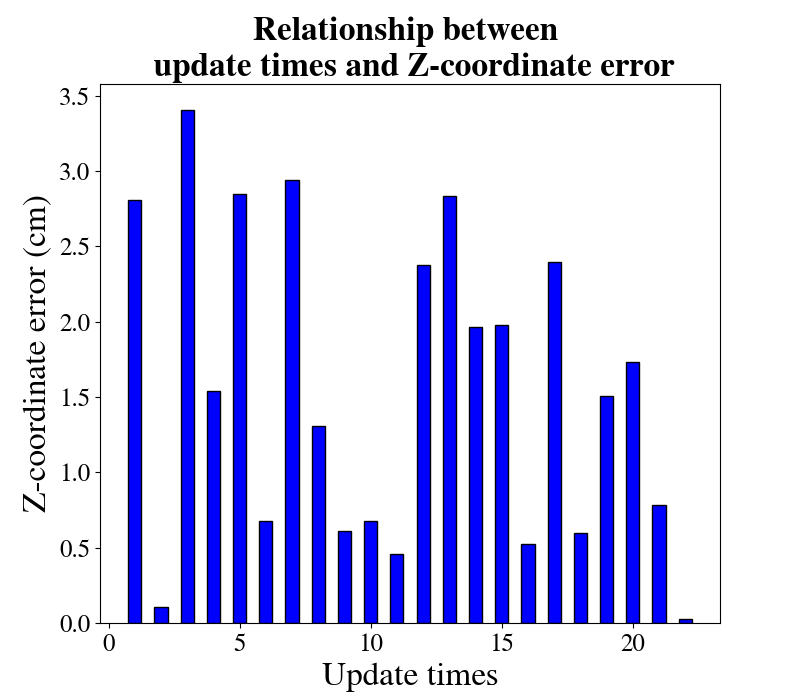 Relationship between
update times and Z-coordinate error
Z-coordinate error (cm)
3.5
3.0
2.5
2.0
1.5
1.0
0.5
0.0
0 5 10 15 20
Update times